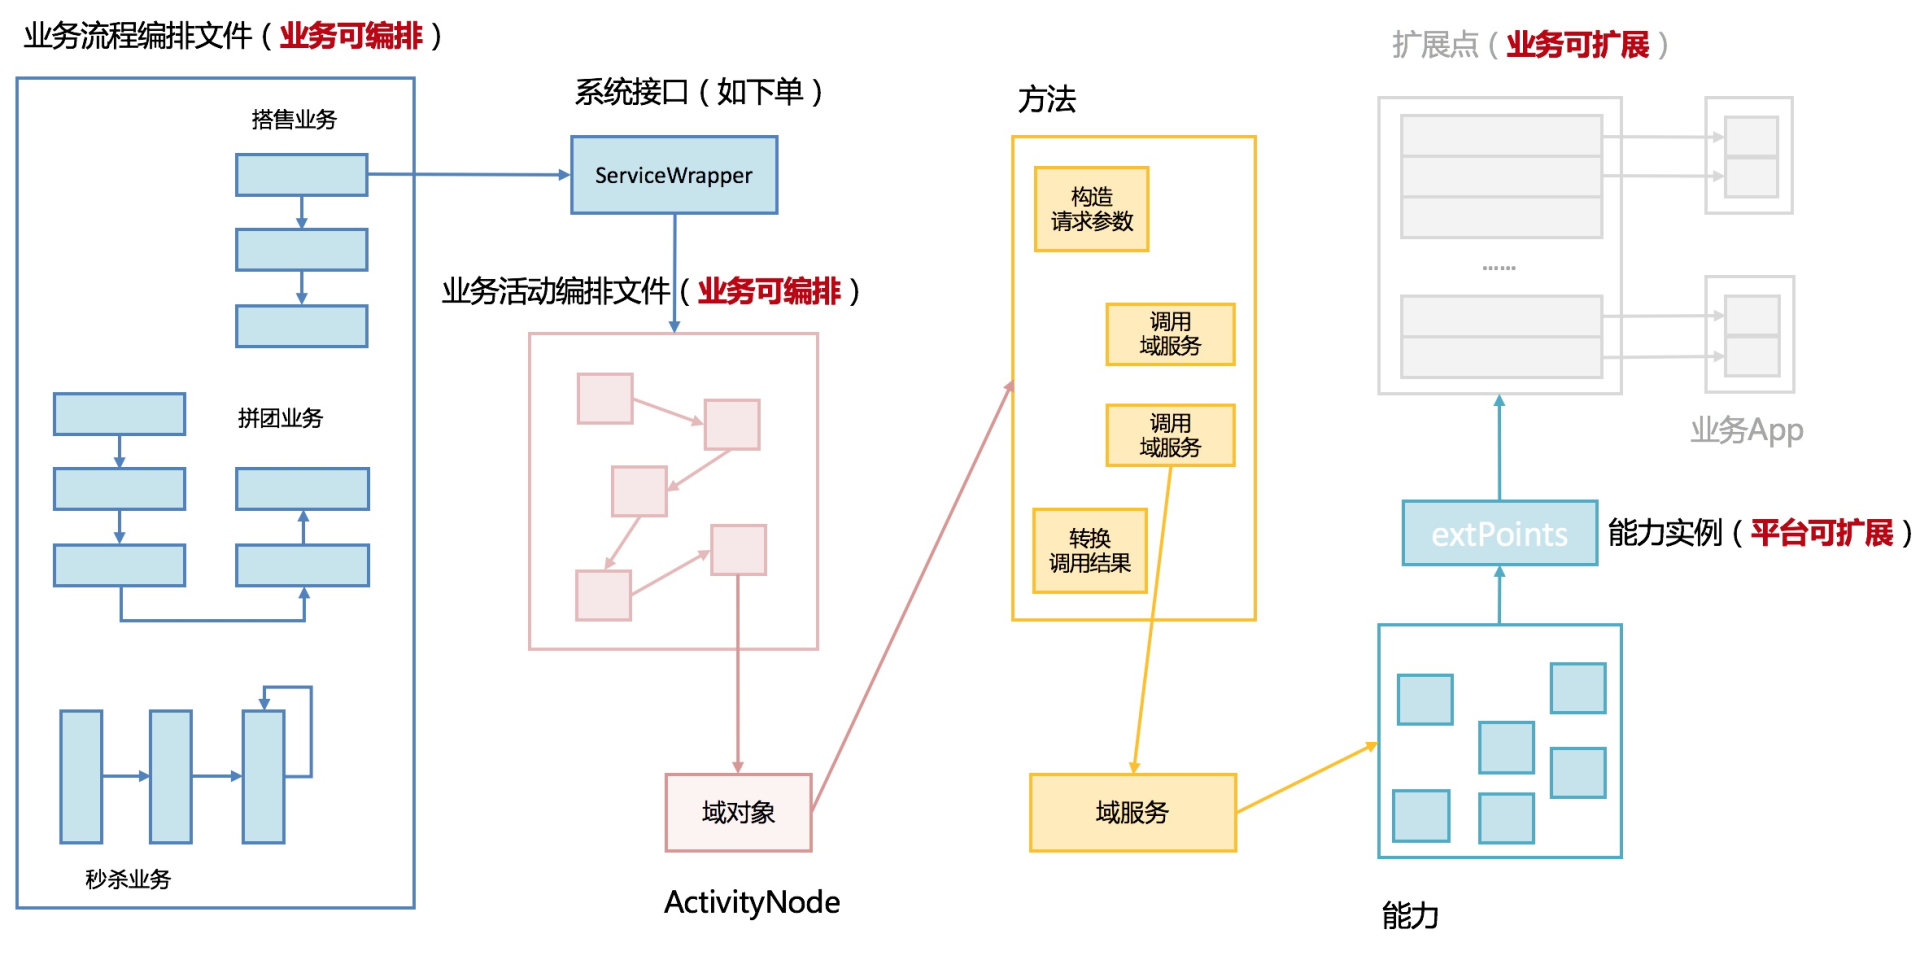 业务流程编排文件（业务可编排）
搭售业务
拼团业务
秒杀业务
系统接口（如下单）
ServiceWrapper
业务活动编排文件（业务可编排）
域对象
ActivityNode
方法
构造
请求参数
调用
域服务
调用
域服务
转换
调用结果
域服务
扩展点（业务可扩展）
......
业务App
extPoints
能力实例（平台可扩展）
能力